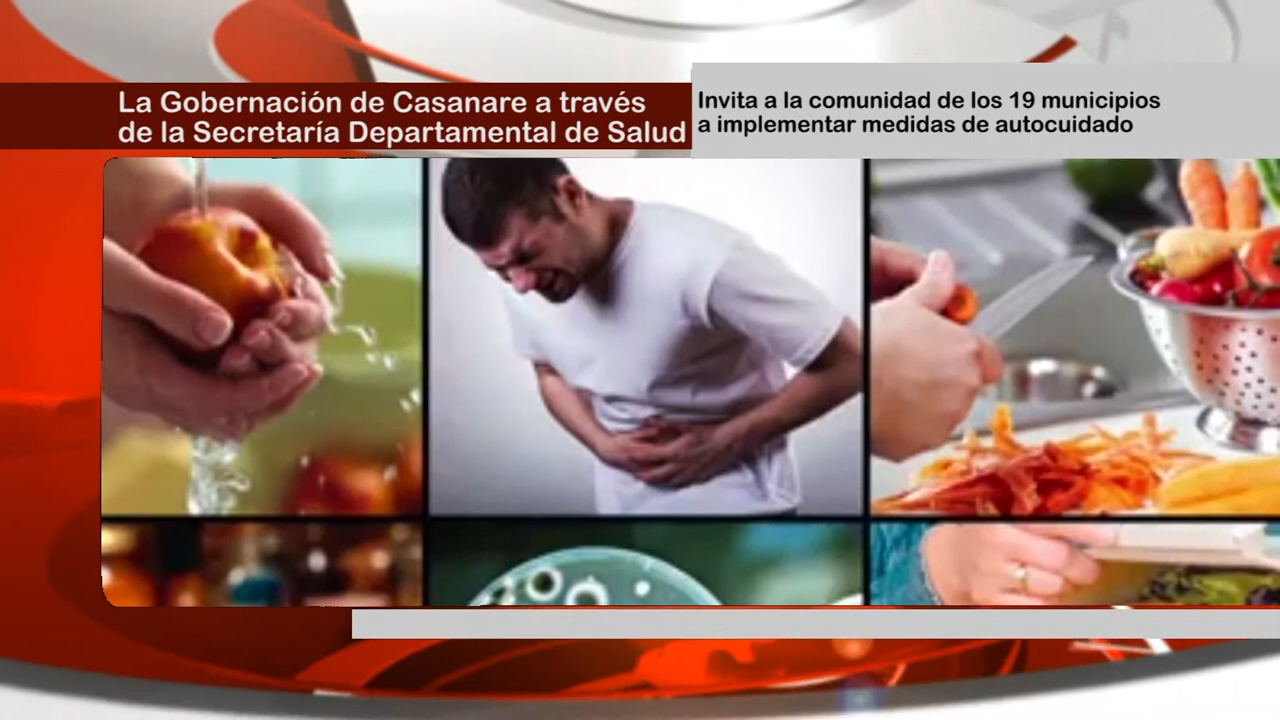 La Gobernación de Casanare a través
de la Secretaría Departamental de Salud
Invita a la comunidad de los 19 municipios
a implementar medidas de autocuidado